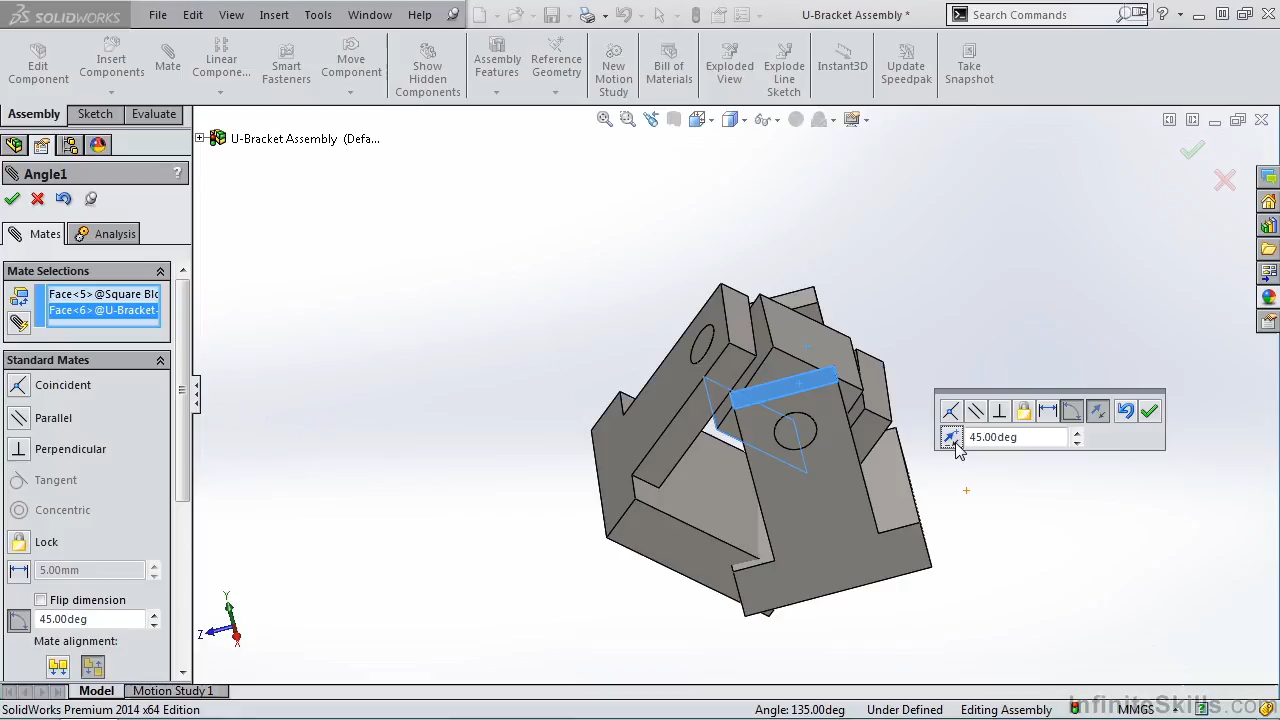 SOLIDWORKS File Edit View Insert Tools Window Help U-Bracket Assembly * Search Commands
Edit Component
Insert Components
Mate
Linear Compone...
Smart Fasteners
Move Component
Show Hidden Components
Assembly Features
Reference Geometry
New Motion Study
Bill of Materials
Exploded View
Explode Line Sketch
Instant3D
Update Speedpak
Take Snapshot
Assembly Sketch Evaluate
U-Bracket Assembly (Defa...
Angle1 ?
Mates Analysis
Mate Selections
Face<5>@Square Blo
Face<6>@U-Bracket-
Standard Mates
Coincident
Parallel
Perpendicular
Tangent
Concentric
Lock
5.00mm
Flip dimension
45.00deg
Mate alignment:
45.00deg
Y
Z
X
Model Motion Study 1
InfiniteSkills.com
SolidWorks Premium 2014 x64 Edition Angle: 135.00deg Under Defined Editing Assembly MMGS